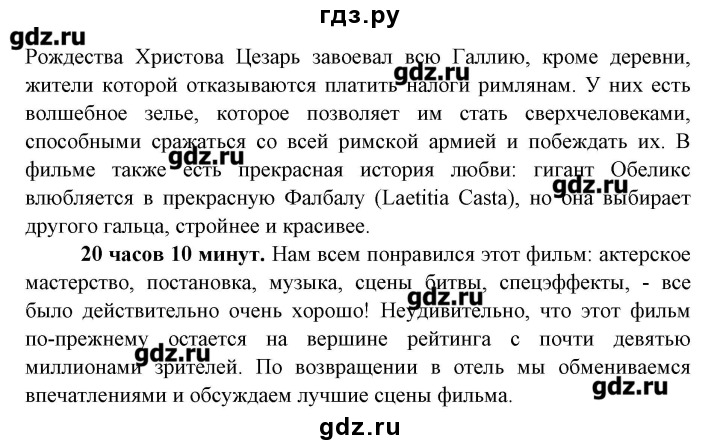 гдз.ру
gdz.ru
gdz.ru
Рождества Христова Цезарь завоевал всю Галлию, кроме деревни,
gdz.ru
жители которой отказываются платить налоги римлянам. У них есть
волшебное зелье, которое позволяет им стать сверхчеловеками,
способными сражаться со всей римской армией и побеждать их. В
gdz.ru
фильме также есть прекрасная история любви: гигант Обеликс
gdz.ru
влюбляется в прекрасную Фалбалу (Laetitia Casta), но она выбирает
другого гальца, стройнее и красивее.
20 часов 10 минут. Нам всем понравился этот фильм: актерское
мастерство, постановка, музыка, сцены битвы, спецэффекты, - все
gdz.ru
было действительно очень хорошо! Неудивительно, что этот фильм
по-прежнему остается на вершине рейтинга с почти девятью
gdz.ru
миллионами зрителей. По возвращении в отель мы обмениваемся
gdz.ru
впечатлениями и обсуждаем лучшие сцены фильма.
gdz.ru